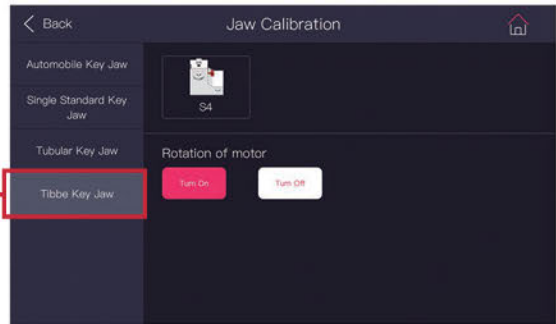 Back
Jaw Calibration
Automobile Key Jaw
Single Standard Key
Jaw
Tubular Key Jaw
Tibbe Key Jaw
S4
Rotation of motor
Turn On
Turn Off